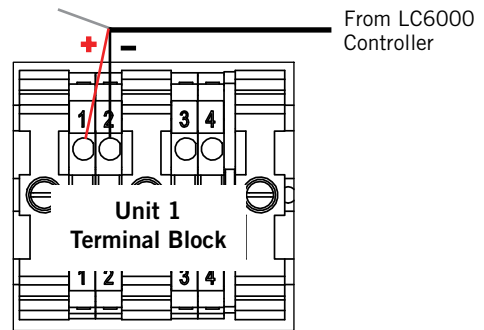 From LC6000
Controller
+ −
1 2 3 4
Unit 1
Terminal Block
1 2 3 4